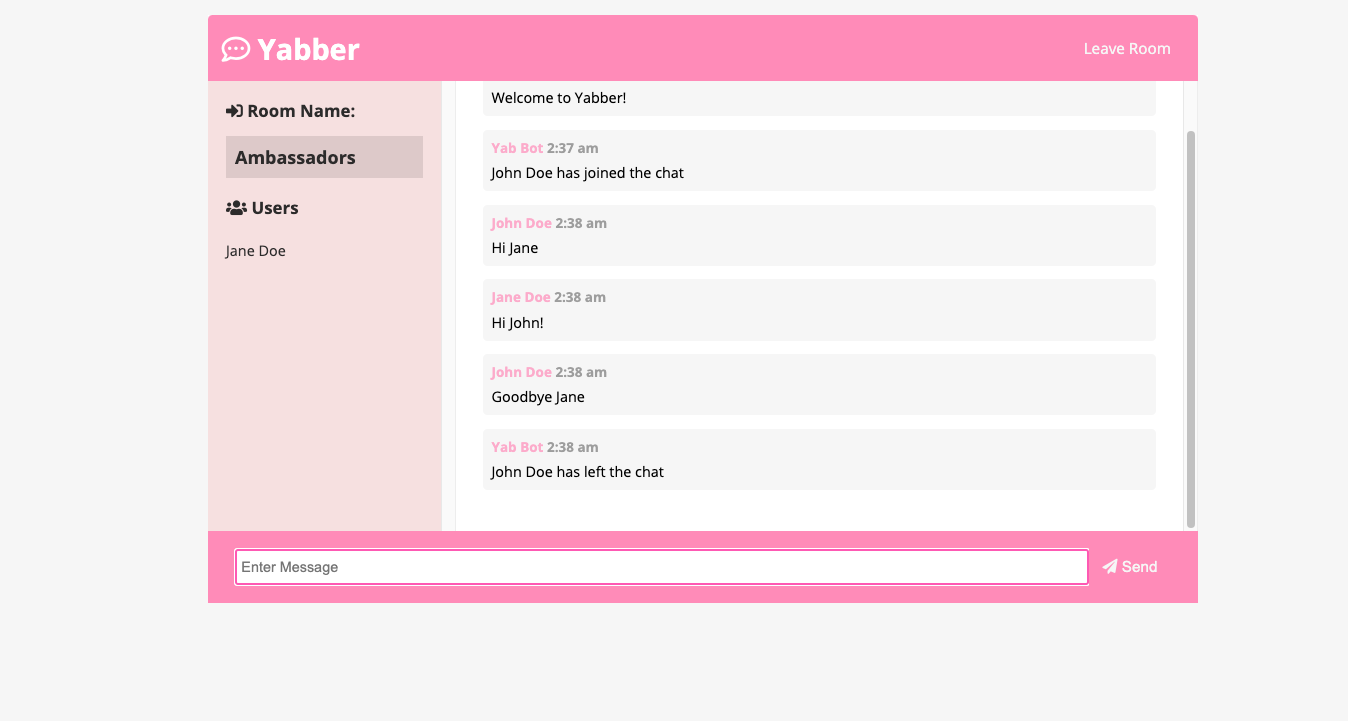 Yabber
Leave Room
Room Name:
Ambassadors
Users
Jane Doe
Welcome to Yabber!
Yab Bot 2:37 am
John Doe has joined the chat
John Doe 2:38 am
Hi Jane
Jane Doe 2:38 am
Hi John!
John Doe 2:38 am
Goodbye Jane
Yab Bot 2:38 am
John Doe has left the chat
Enter Message
Send